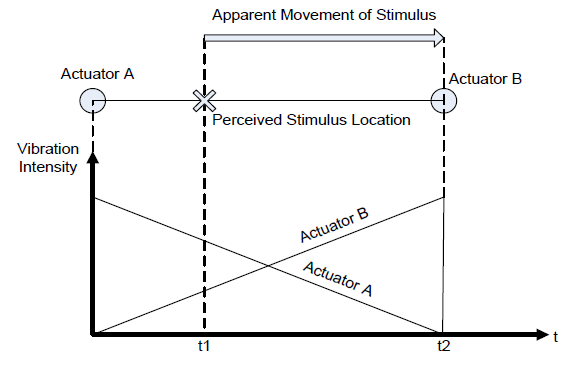 Apparent Movement of Stimulus
Actuator A
Actuator B
Perceived Stimulus Location
Vibration
Intensity
Actuator B
Actuator A
t
t1
t2